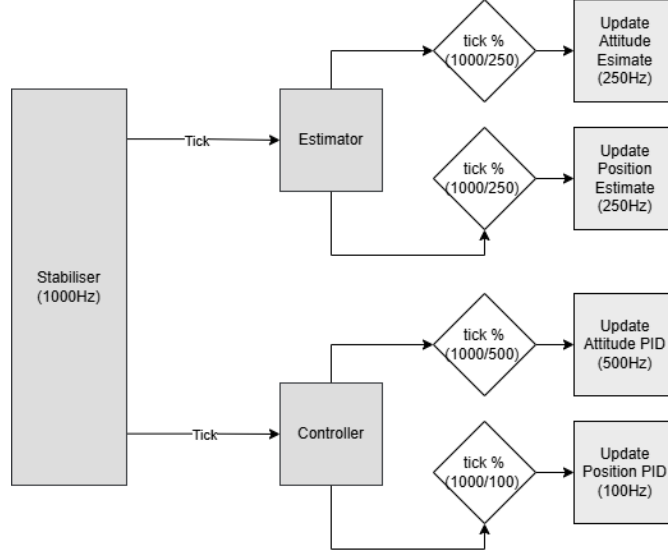 tick %
(1000/250)
Update
Attitude
Esimate
(250Hz)
Tick
Estimator
tick %
(1000/250)
Update
Position
Estimate
(250Hz)
Stabiliser
(1000Hz)
tick %
(1000/500)
Update
Attitude PID
(500Hz)
Tick
Controller
tick %
(1000/100)
Update
Position PID
(100Hz)